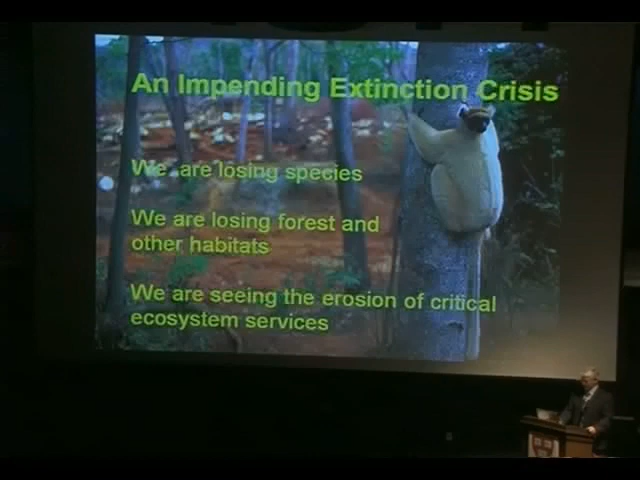 An Impending Extinction Crisis
We are losing species
We are losing forest and
other habitats
We are seeing the erosion of critical
ecosystem services